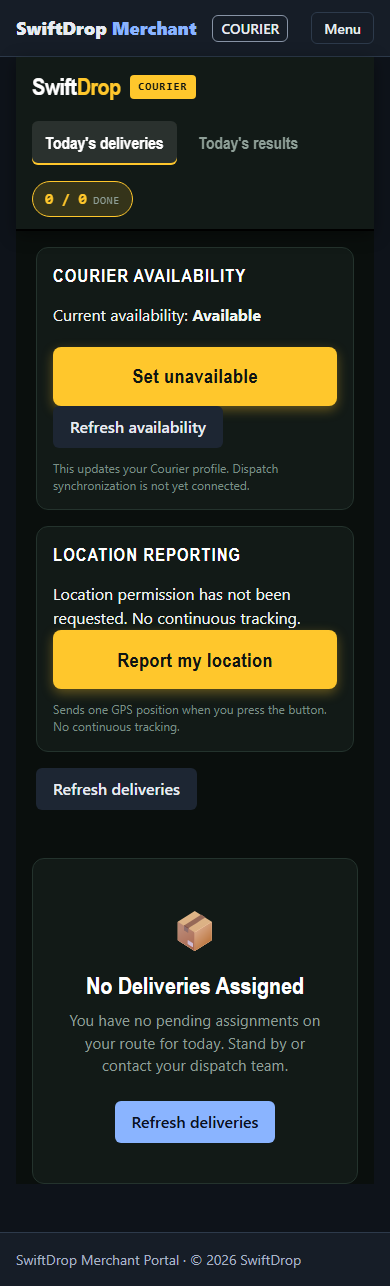 SwiftDrop Merchant COURIER Menu
SwiftDrop COURIER
Today's deliveries Today's results
0 / 0 DONE
COURIER AVAILABILITY
Current availability: Available
Set unavailable
Refresh availability
This updates your Courier profile. Dispatch
synchronization is not yet connected.
LOCATION REPORTING
Location permission has not been
requested. No continuous tracking.
Report my location
Sends one GPS position when you press the button.
No continuous tracking.
Refresh deliveries
No Deliveries Assigned
You have no pending assignments on
your route for today. Stand by or
contact your dispatch team.
Refresh deliveries
SwiftDrop Merchant Portal · © 2026 SwiftDrop